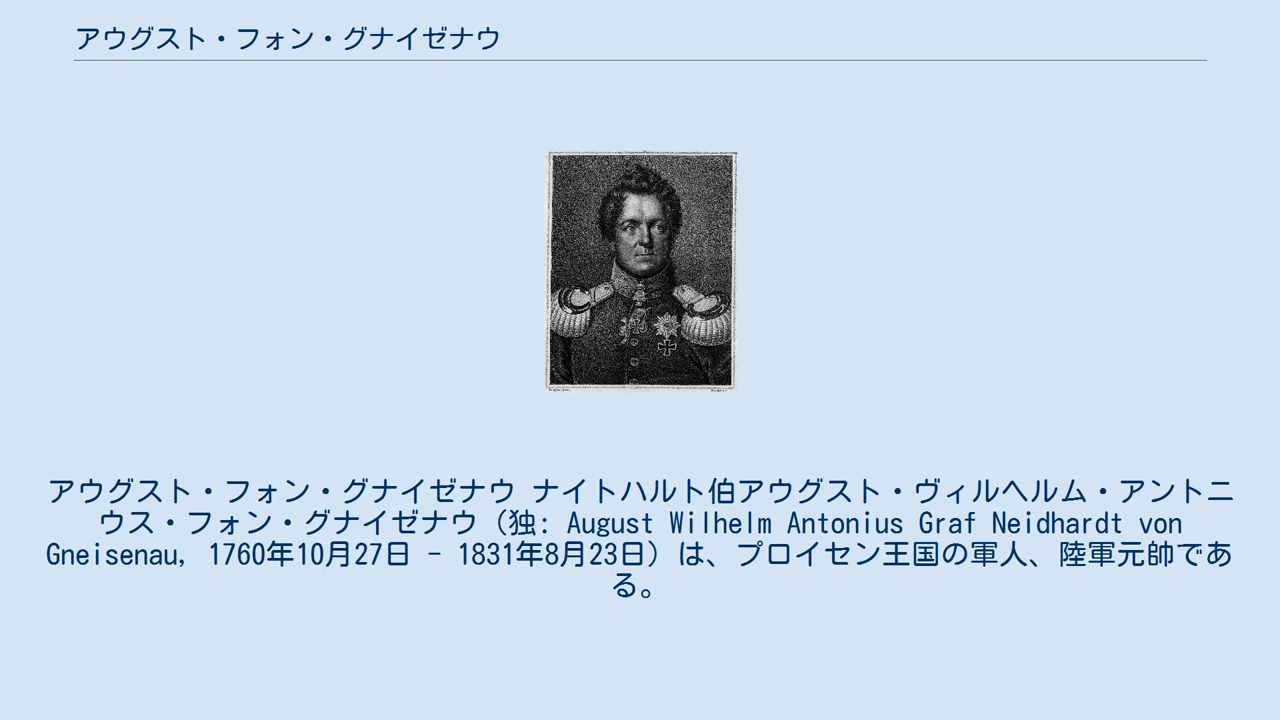 アウグスト・フォン・グナイゼナウ
アウグスト・フォン・グナイゼナウ ナイトハルト伯アウグスト・ヴィルヘルム・アントニ
ウス・フォン・グナイゼナウ（独: August Wilhelm Antonius Graf Neidhardt von
Gneisenau, 1760年10月27日 - 1831年8月23日）は、プロイセン王国の軍人、陸軍元帥であ
る。